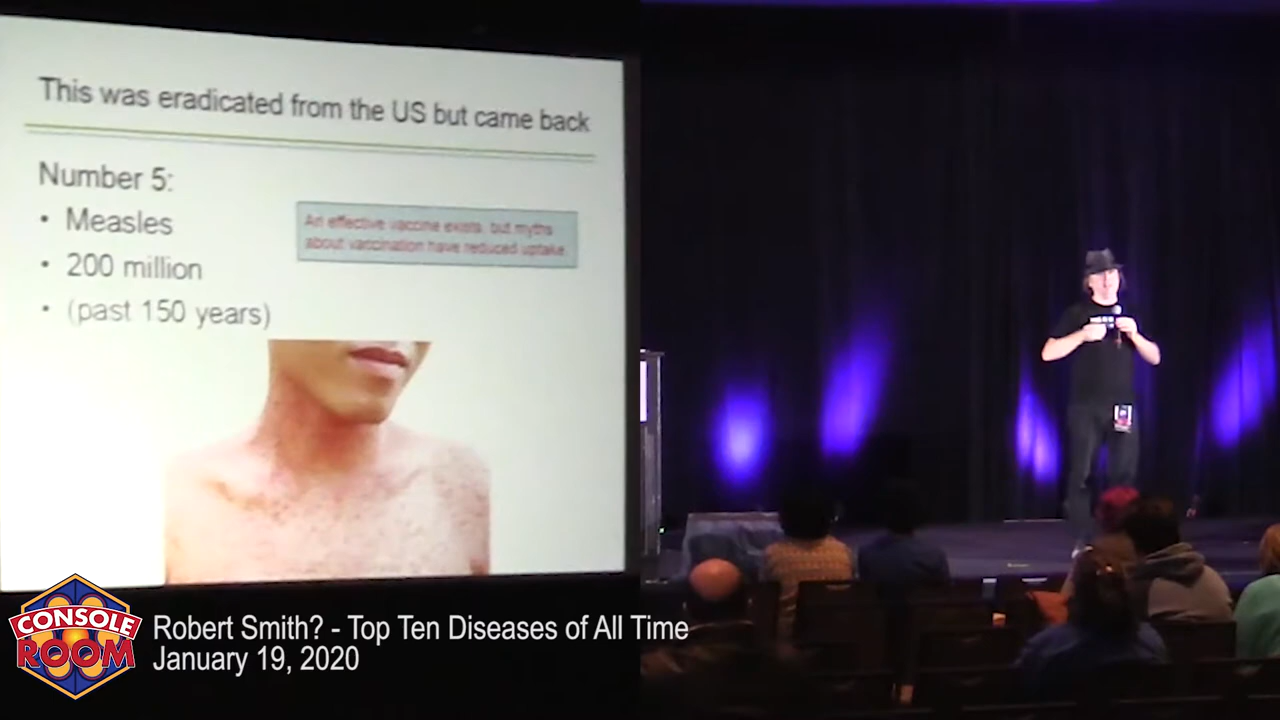 This was eradicated from the US but came back
Number 5:
• Measles
• 200 million
• (past 150 years)
An effective vaccine exists, but myths
about vaccination have reduced uptake.
CONSOLE
ROOM
Robert Smith? - Top Ten Diseases of All Time
January 19, 2020